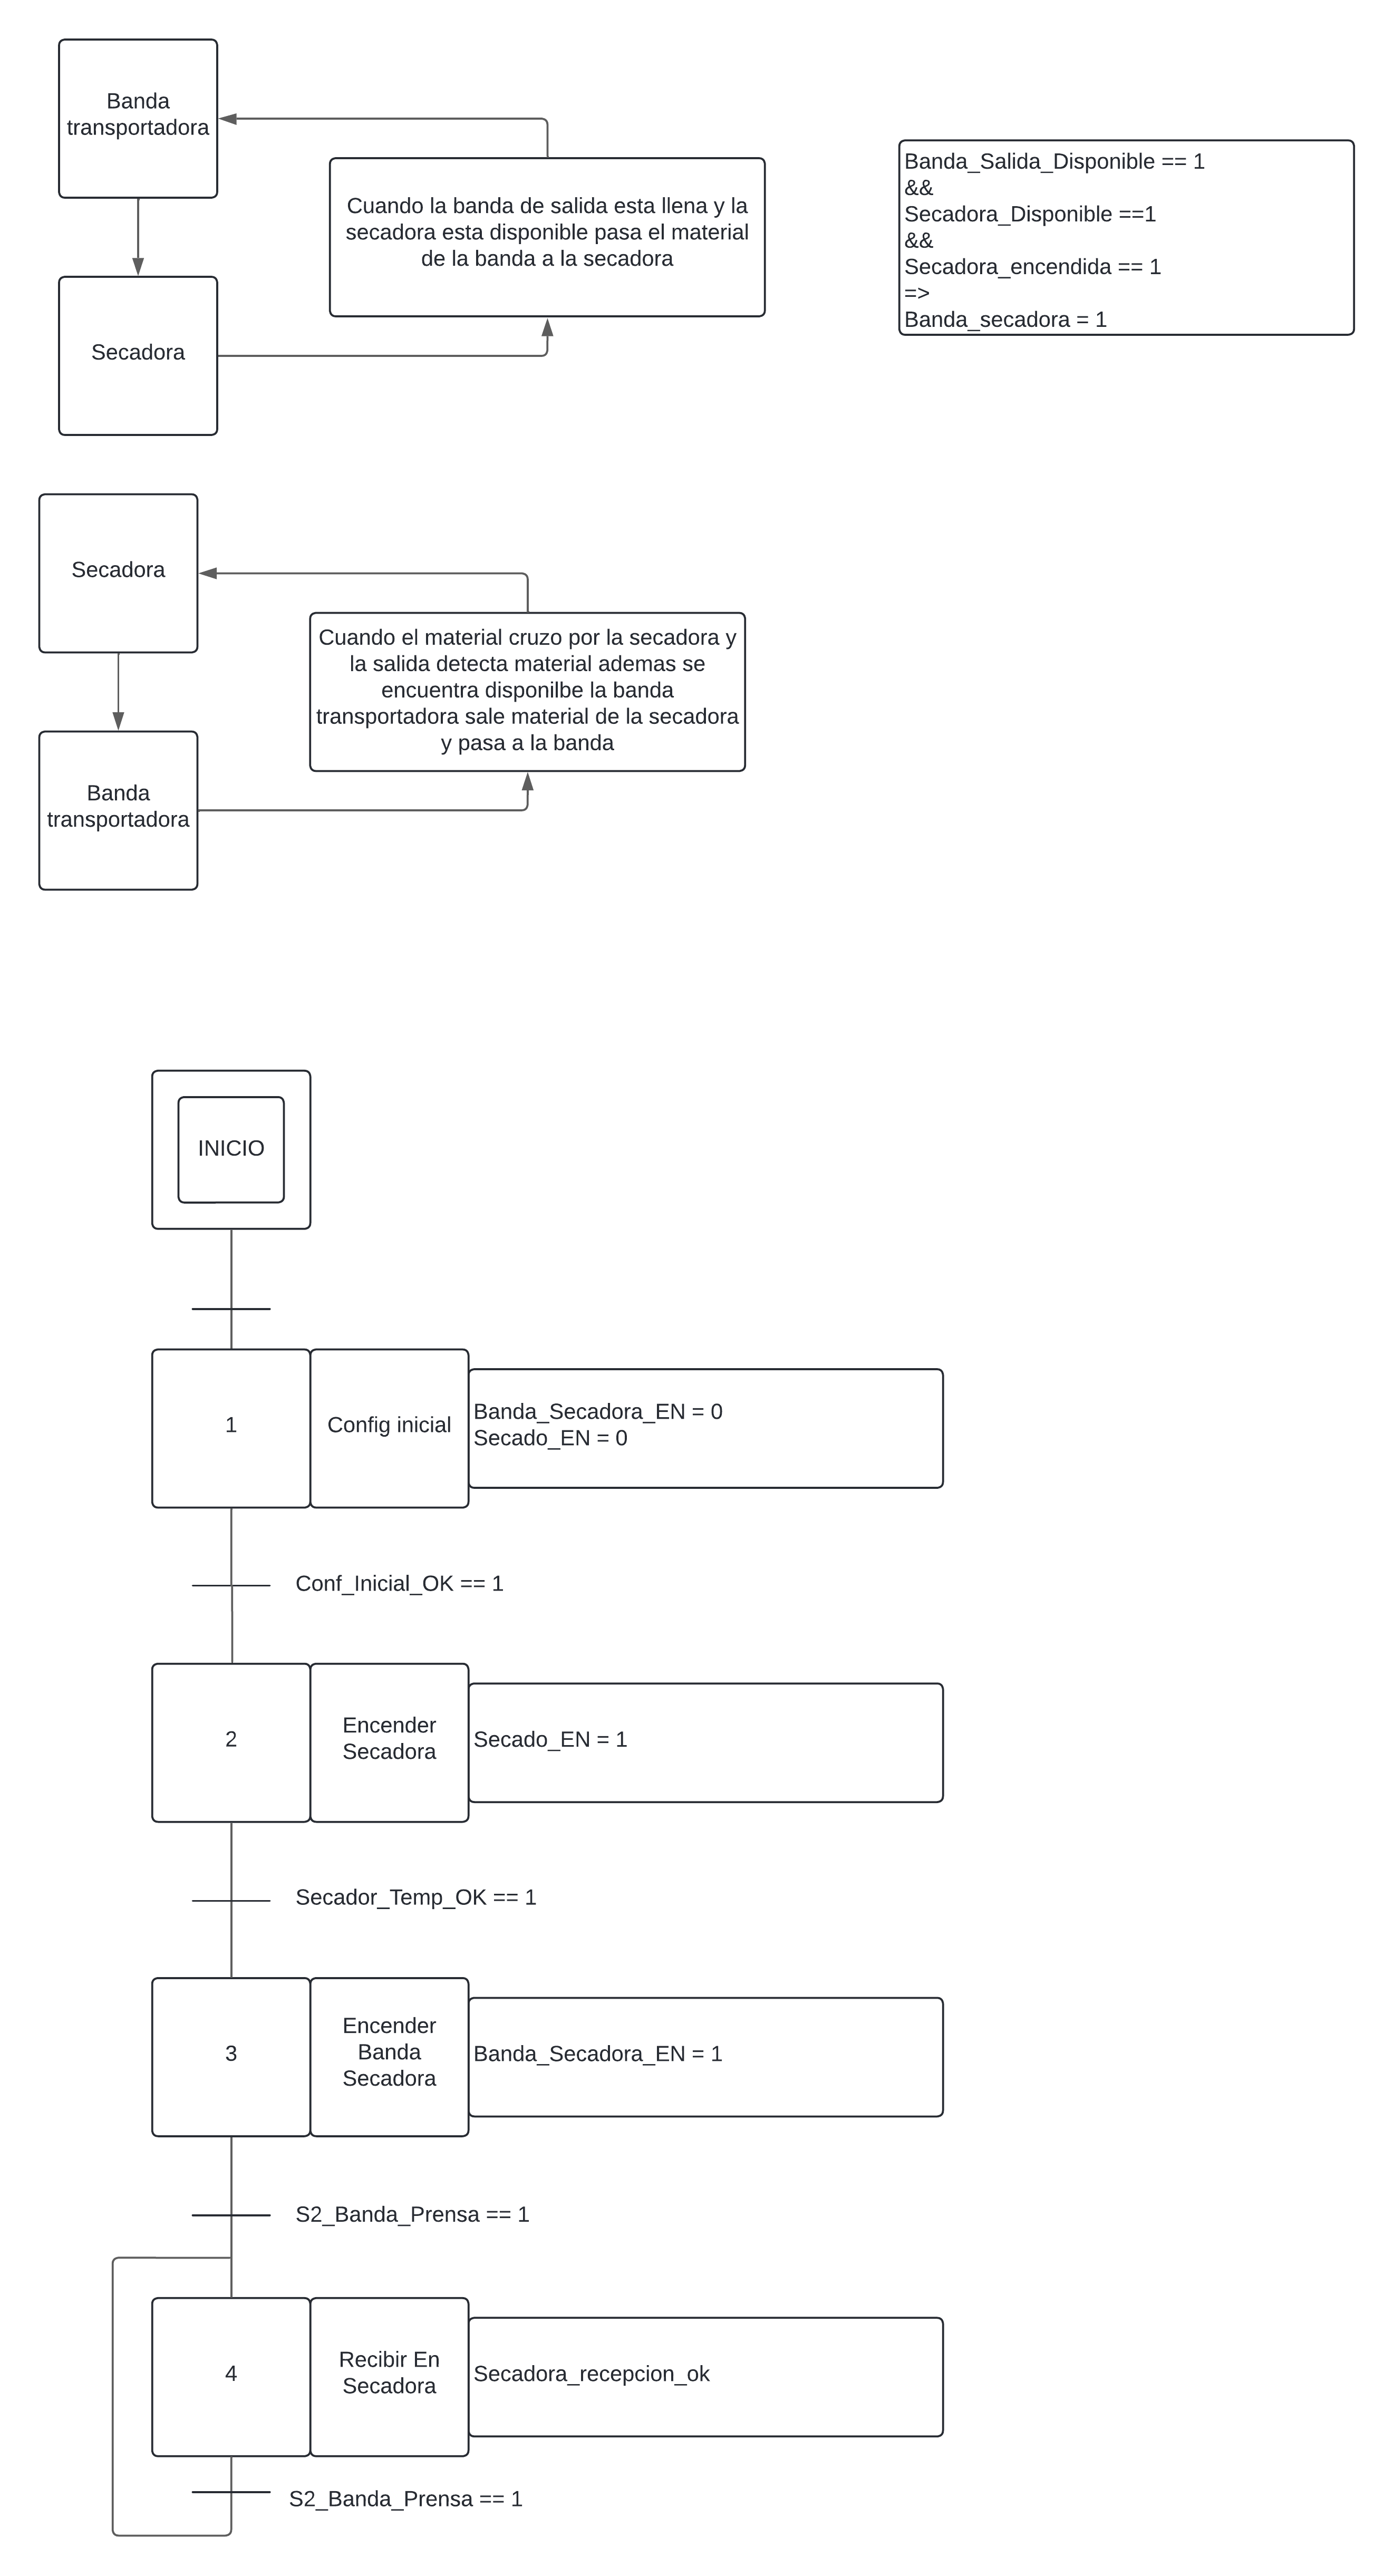 Banda
transportadora
Cuando la banda de salida esta llena y la
secadora esta disponible pasa el material
de la banda a la secadora
Banda_Salida_Disponible == 1
&&
Secadora_Disponible ==1
&&
Secadora_encendida == 1
=>
Banda_secadora = 1
Secadora
Secadora
Cuando el material cruzo por la secadora y
la salida detecta material ademas se
encuentra disponilbe la banda
transportadora sale material de la secadora
y pasa a la banda
Banda
transportadora
INICIO
1
Config inicial
Banda_Secadora_EN = 0
Secado_EN = 0
Conf_Inicial_OK == 1
2
Encender
Secadora
Secado_EN = 1
Secador_Temp_OK == 1
3
Encender
Banda
Secadora
Banda_Secadora_EN = 1
S2_Banda_Prensa == 1
4
Recibir En
Secadora
Secadora_recepcion_ok
S2_Banda_Prensa == 1